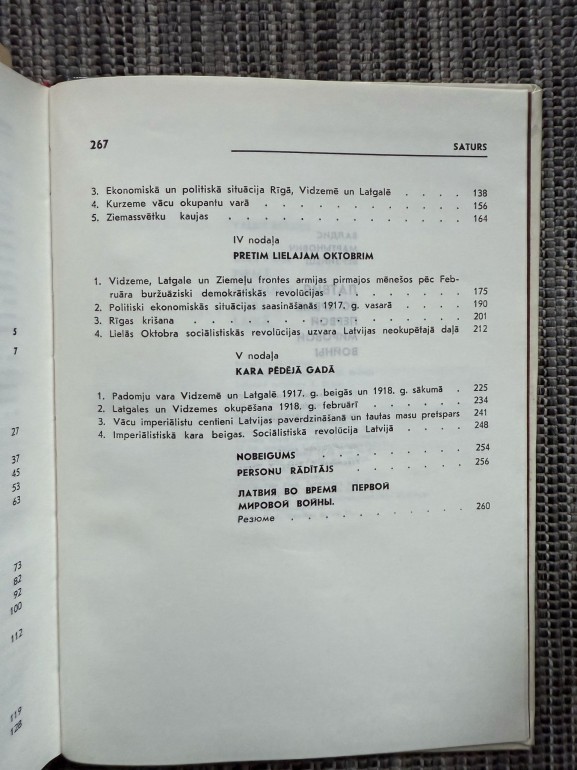 267 SATURS
3. Ekonomiskā un politiskā situācija Rīgā, Vidzemē un Latgalē . . . . 138
4. Kurzeme vācu okupantu varā . . . . . . . . . . 156
5. Ziemassvētku kaujas . . . . . . . . . . . . 164
IV nodaļa
PRETIM LIELAJAM OKTOBRIM
1. Vidzeme, Latgale un Ziemeļu frontes armijas pirmajos mēnešos pēc Feb-
ruāra buržuāziski demokrātiskās revolūcijas . . . . . . . 175
2. Politiski ekonomiskās situācijas saasināšanās 1917. g. vasarā . . . . 190
3. Rīgas krišana . . . . . . . . . . . . . 201
4. Lielās Oktobra sociālistiskās revolūcijas uzvara Latvijas neokupētajā daļā 212
V nodaļa
KARA PĒDĒJĀ GADĀ
1. Padomju vara Vidzemē un Latgalē 1917. g. beigās un 1918. g. sākumā . 225
2. Latgales un Vidzemes okupēšana 1918. g. februārī . . . . . . 234
3. Vācu imperiālistu centieni Latvijas paverdzināšanā un tautas masu pretspars 241
4. Imperiālistiskā kara beigas. Sociālistiskā revolūcija Latvijā . . . . 248
NOBEIGUMS . . . . . . . . . 254
PERSONU RĀDĪTĀJS . . . . . . . 256
ЛАТВИЯ ВО ВРЕМЯ ПЕРВОЙ
МИРОВОЙ ВОЙНЫ.
Резюме . . . . . . . . . . . 260
5
7
27
37
45
53
63
73
82
92
100
112
119
128